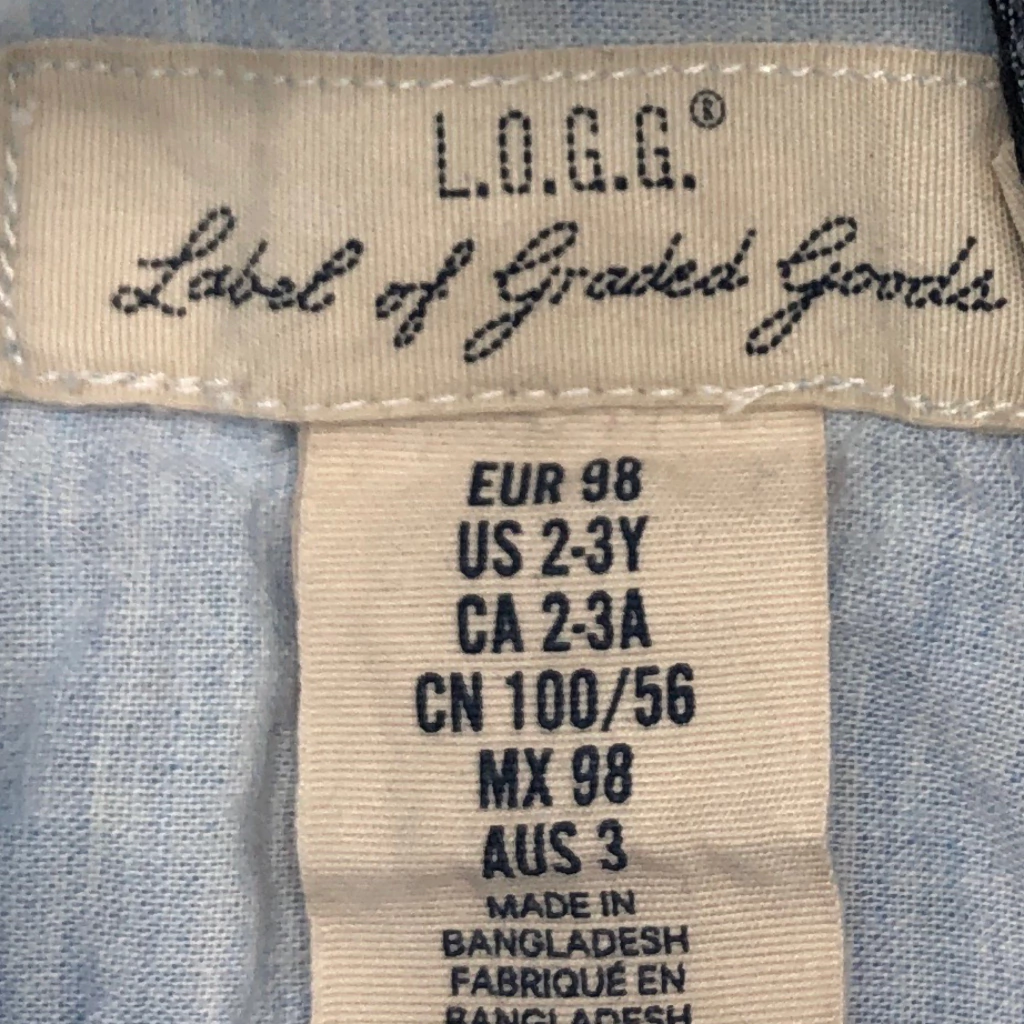 L.O.G.G.®
Label of Graded Goods
EUR 98
US 2-3Y
CA 2-3A
CN 100/56
MX 98
AUS 3
MADE IN
BANGLADESH
FABRIQUÉ EN
BANGLADESH